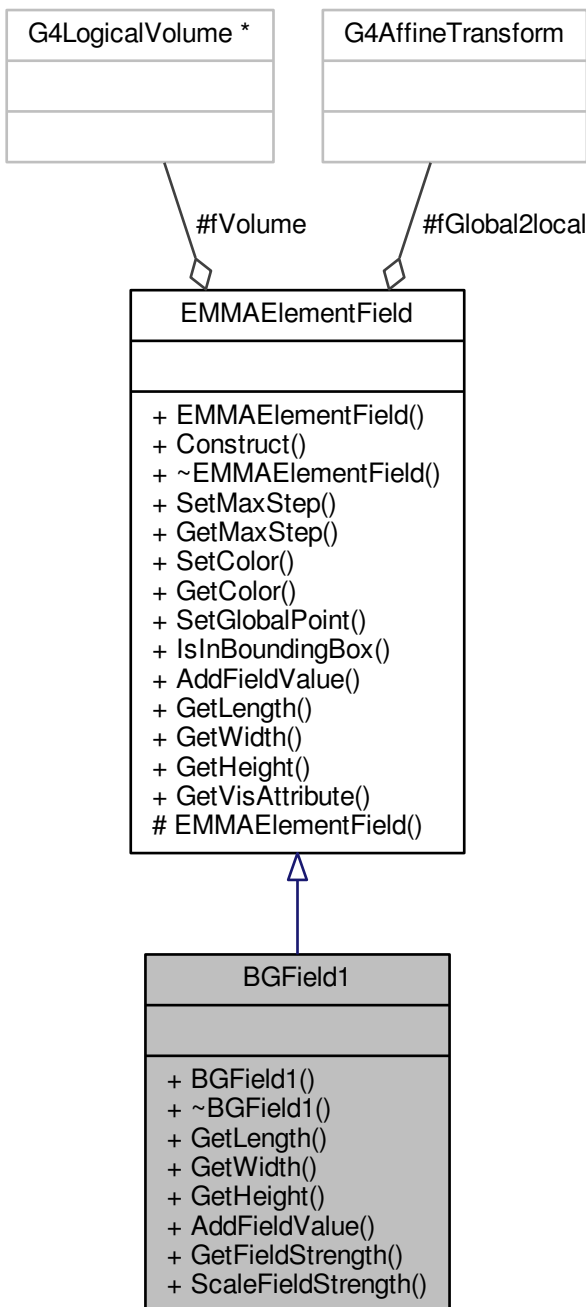 G4LogicalVolume *
G4AffineTransform
#fVolume
#fGlobal2local
EMMAElementField
+ EMMAElementField()
+ Construct()
+ ~EMMAElementField()
+ SetMaxStep()
+ GetMaxStep()
+ SetColor()
+ GetColor()
+ SetGlobalPoint()
+ IsInBoundingBox()
+ AddFieldValue()
+ GetLength()
+ GetWidth()
+ GetHeight()
+ GetVisAttribute()
# EMMAElementField()
BGField1
+ BGField1()
+ ~BGField1()
+ GetLength()
+ GetWidth()
+ GetHeight()
+ AddFieldValue()
+ GetFieldStrength()
+ ScaleFieldStrength()